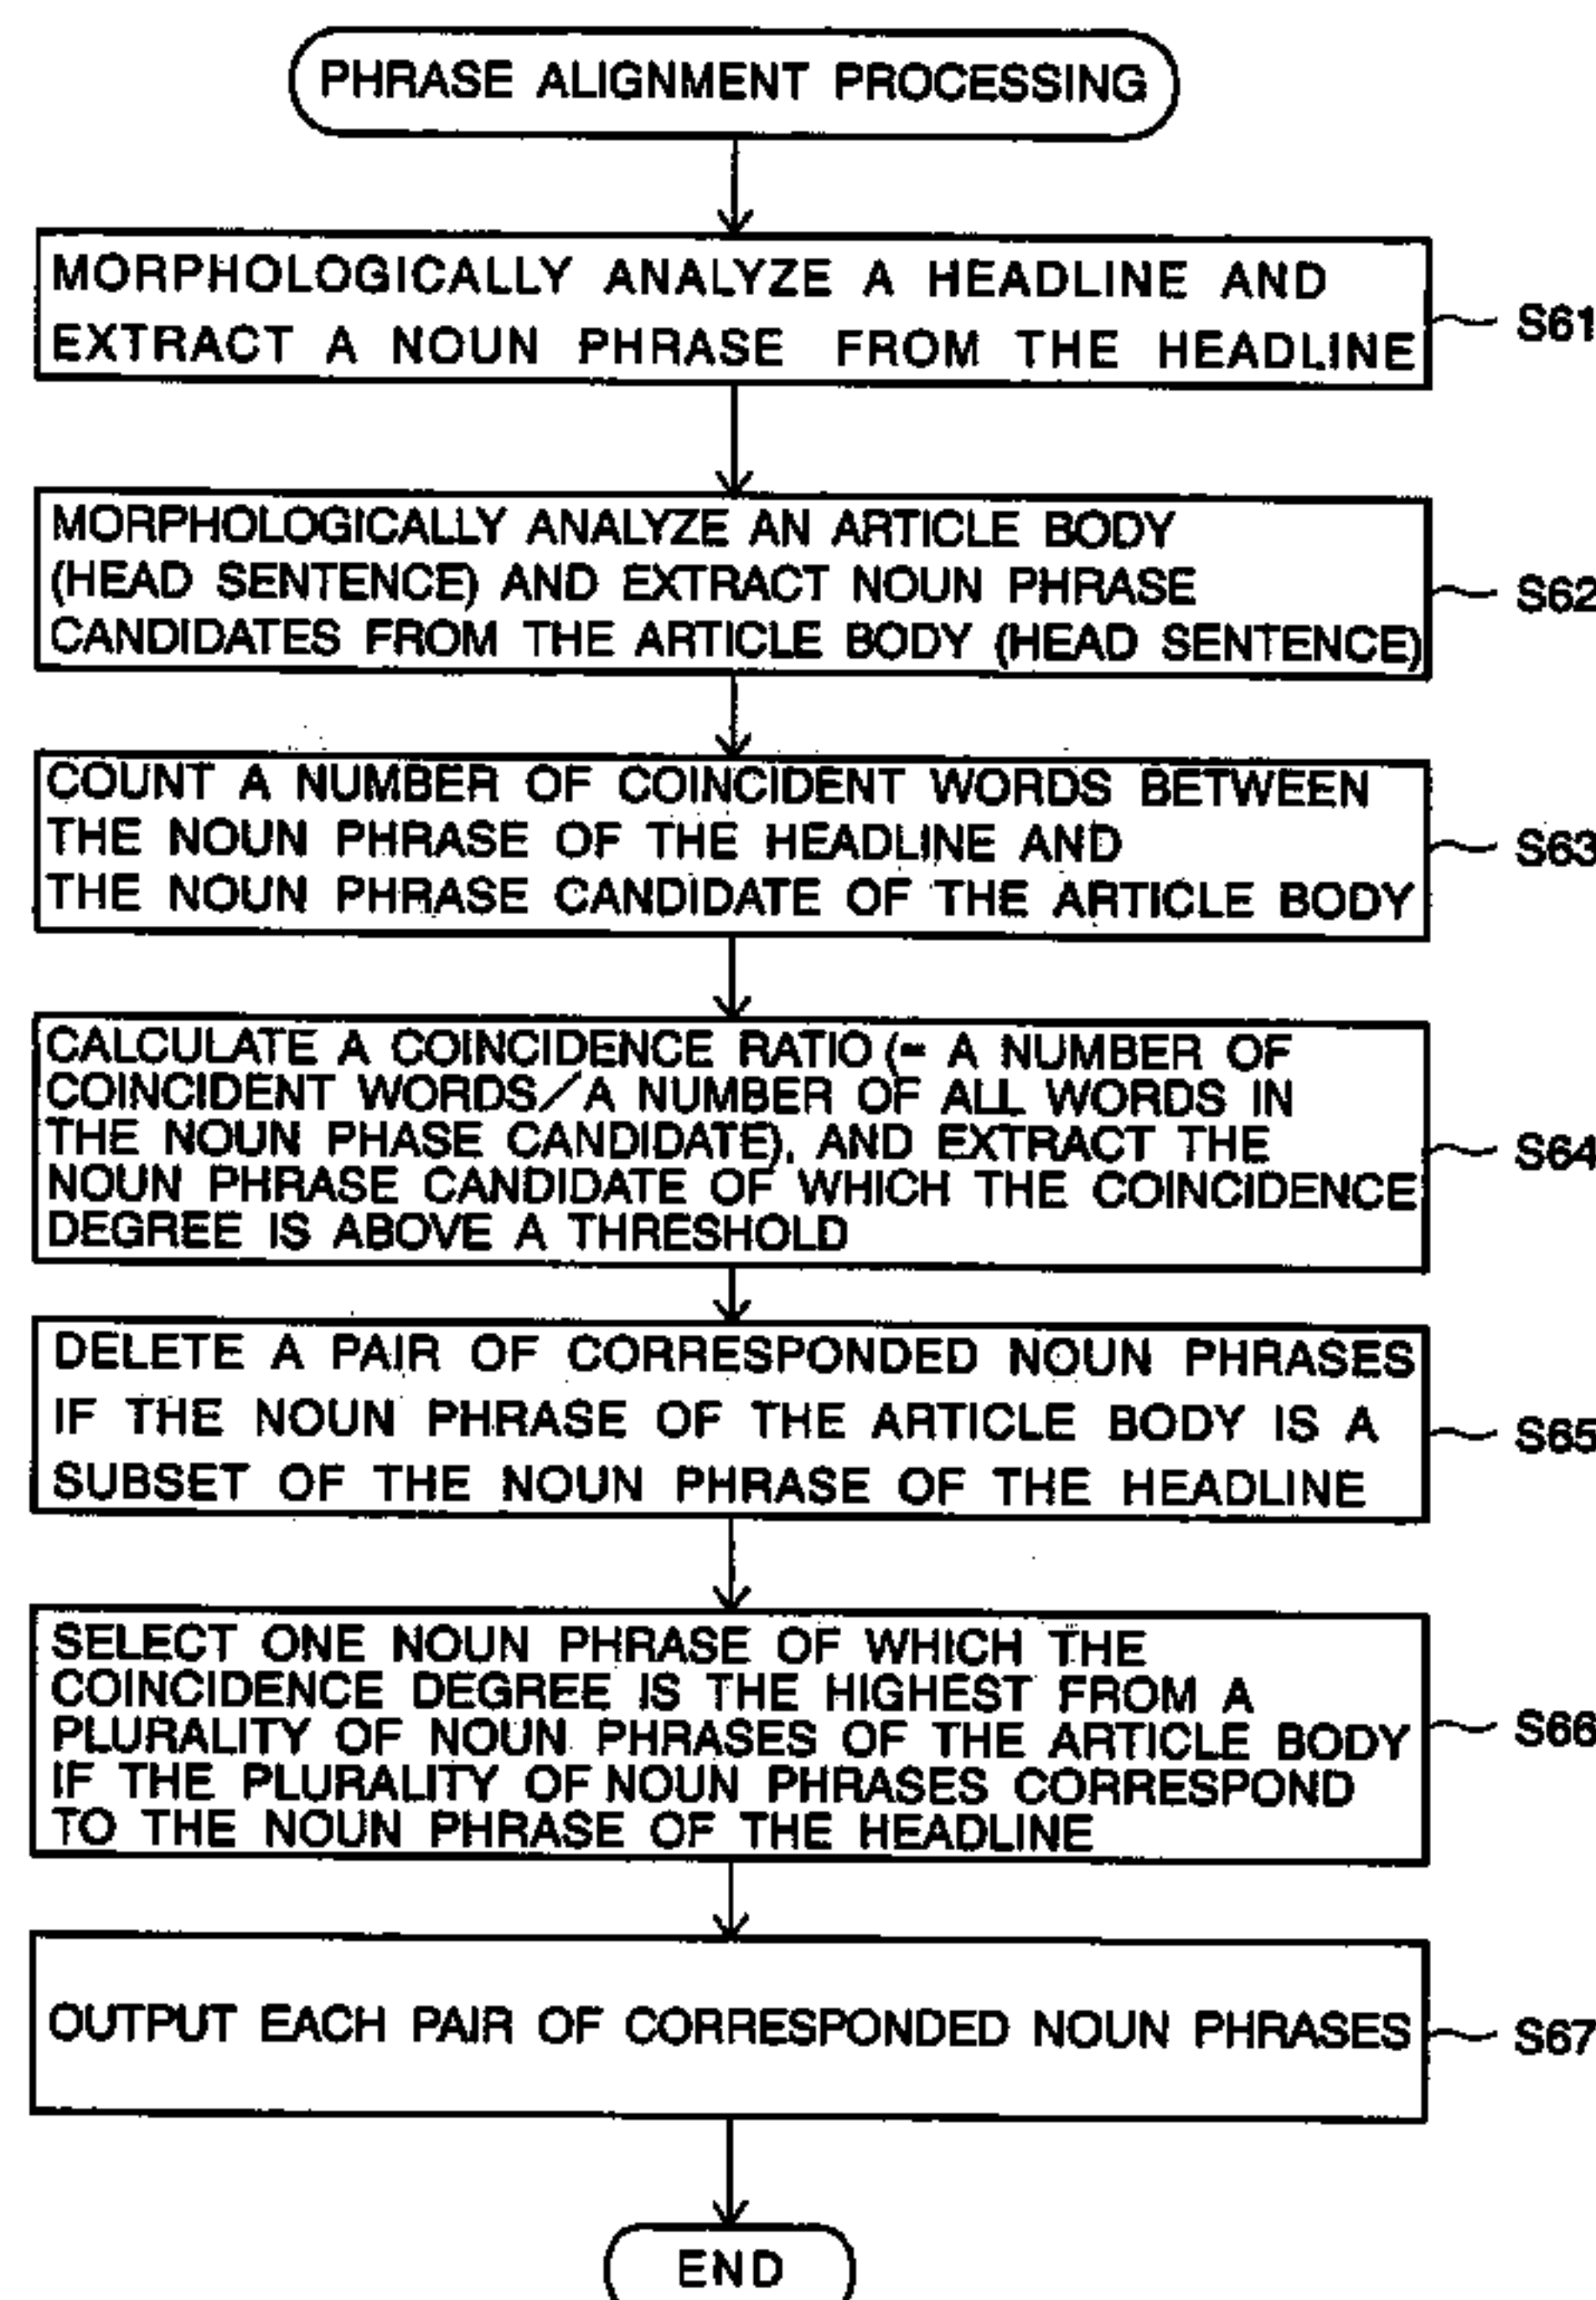 PHRASE ALIGNMENT PROCESSING
MORPHOLOGICALLY ANALYZE A HEADLINE AND
EXTRACT A NOUN PHRASE FROM THE HEADLINE
S61
MORPHOLOGICALLY ANALYZE AN ARTICLE BODY
(HEAD SENTENCE) AND EXTRACT NOUN PHRASE
CANDIDATES FROM THE ARTICLE BODY (HEAD SENTENCE)
S62
COUNT A NUMBER OF COINCIDENT WORDS BETWEEN
THE NOUN PHRASE OF THE HEADLINE AND
THE NOUN PHRASE CANDIDATE OF THE ARTICLE BODY
S63
CALCULATE A COINCIDENCE RATIO (= A NUMBER OF
COINCIDENT WORDS/A NUMBER OF ALL WORDS IN
THE NOUN PHASE CANDIDATE), AND EXTRACT THE
NOUN PHRASE CANDIDATE OF WHICH THE COINCIDENCE
DEGREE IS ABOVE A THRESHOLD
S64
DELETE A PAIR OF CORRESPONDED NOUN PHRASES
IF THE NOUN PHRASE OF THE ARTICLE BODY IS A
SUBSET OF THE NOUN PHRASE OF THE HEADLINE
S65
SELECT ONE NOUN PHRASE OF WHICH THE
COINCIDENCE DEGREE IS THE HIGHEST FROM A
PLURALITY OF NOUN PHRASES OF THE ARTICLE BODY
IF THE PLURALITY OF NOUN PHRASES CORRESPOND
TO THE NOUN PHRASE OF THE HEADLINE
S66
OUTPUT EACH PAIR OF CORRESPONDED NOUN PHRASES
S67
END